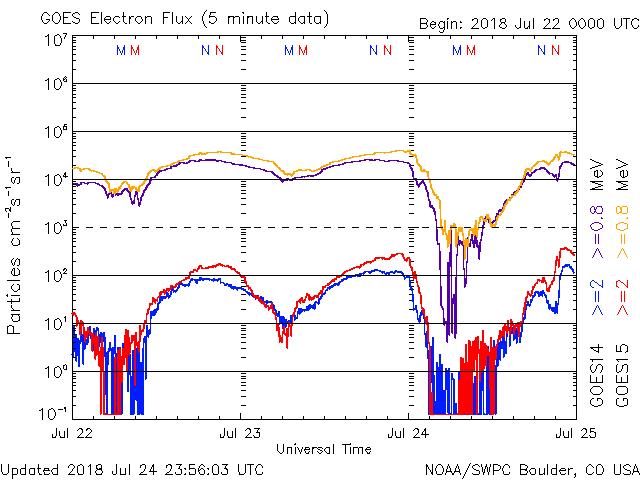 GOES Electron Flux (5 minute data)
Begin: 2018 Jul 22 0000 UTC
M M N N M M N N M M N N
10⁷
10⁶
10⁵
10⁴
10³
10²
10¹
10⁰
10⁻¹
Particles cm⁻²s⁻¹sr⁻¹
Jul 22 Jul 23 Jul 24 Jul 25
Universal Time
GOES14 >=2 >=0.8 MeV
GOES15 >=2 >=0.8 MeV
Updated 2018 Jul 24 23:56:03 UTC
NOAA/SWPC Boulder, CO USA